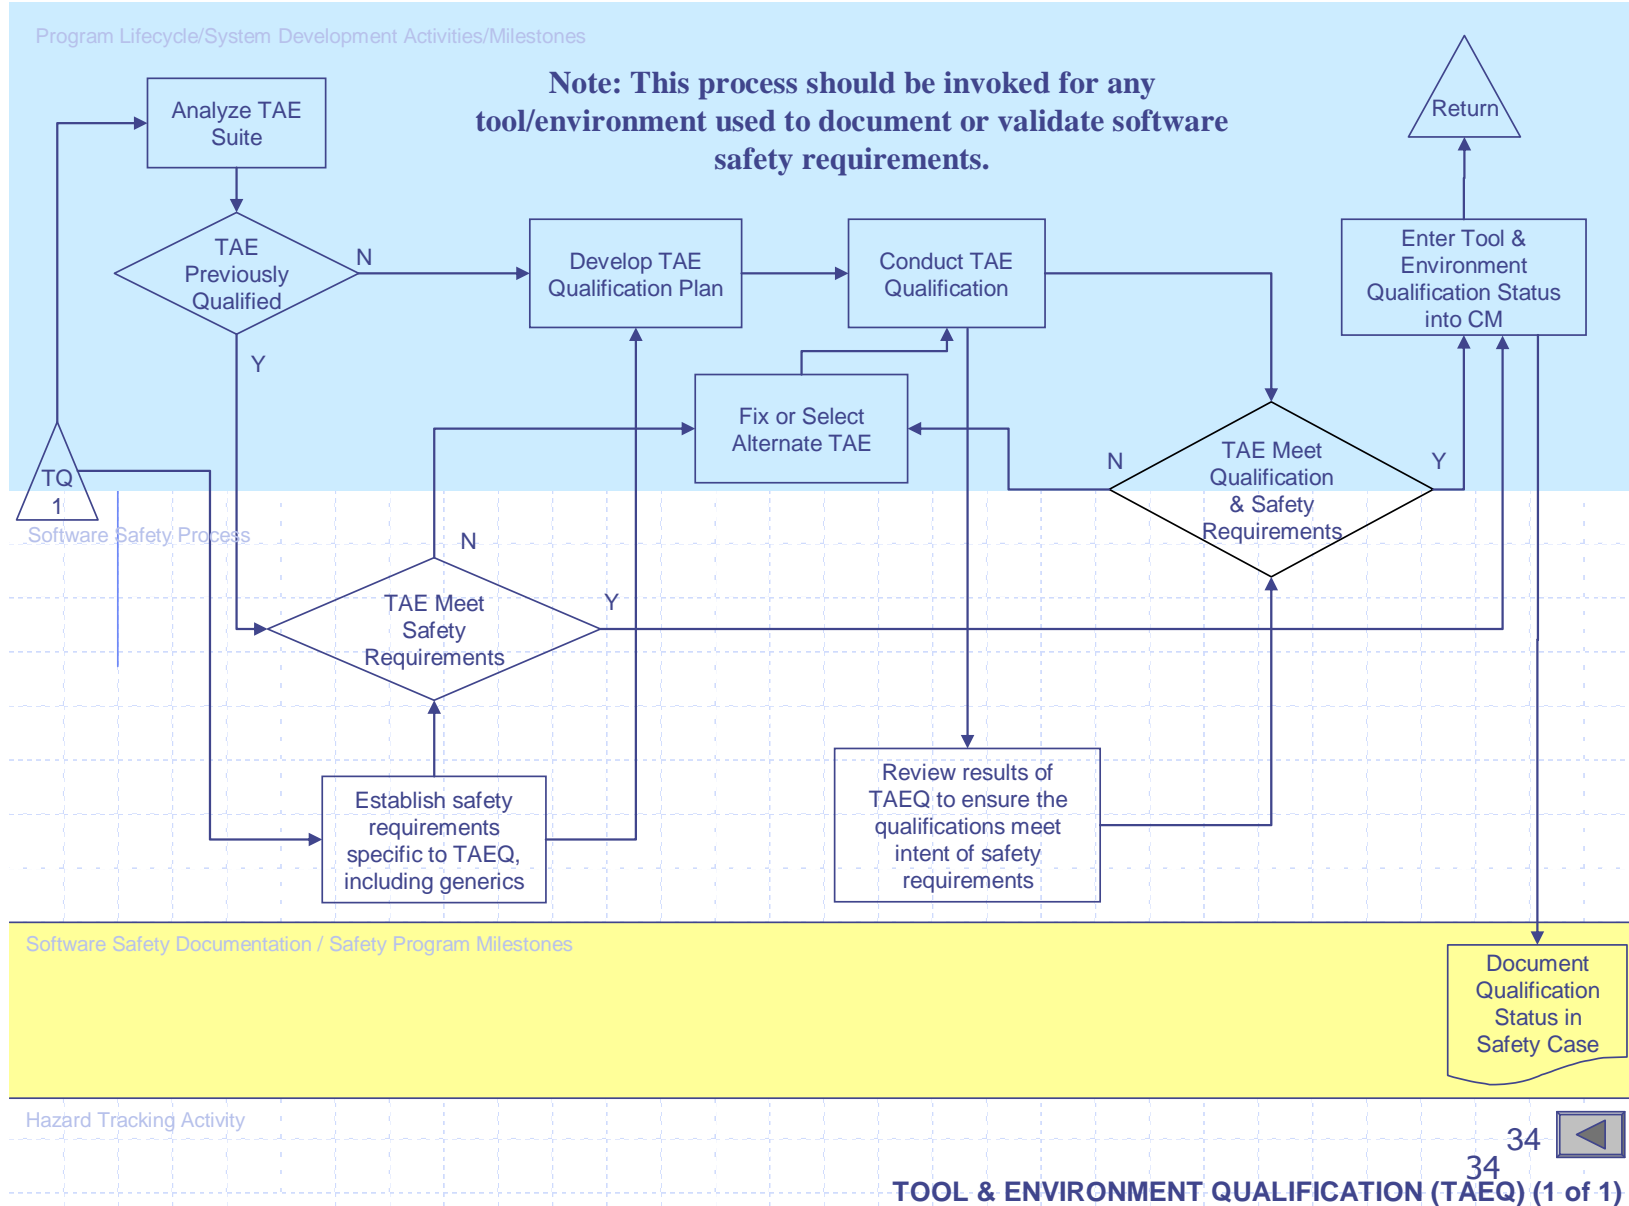 Program Lifecycle/System Development Activities/Milestones
Note: This process should be invoked for any
tool/environment used to document or validate software
safety requirements.
Return
Analyze TAE
Suite
TAE
Previously
Qualified
N
Y
Develop TAE
Qualification Plan
Conduct TAE
Qualification
Enter Tool &
Environment
Qualification Status
into CM
Fix or Select
Alternate TAE
TAE Meet
Qualification
& Safety
Requirements
N
Y
TQ
1
Software Safety Process
N
TAE Meet
Safety
Requirements
Y
Establish safety
requirements
specific to TAEQ,
including generics
Review results of
TAEQ to ensure the
qualifications meet
intent of safety
requirements
Software Safety Documentation / Safety Program Milestones
Document
Qualification
Status in
Safety Case
Hazard Tracking Activity
34
34
TOOL & ENVIRONMENT QUALIFICATION (TAEQ) (1 of 1)